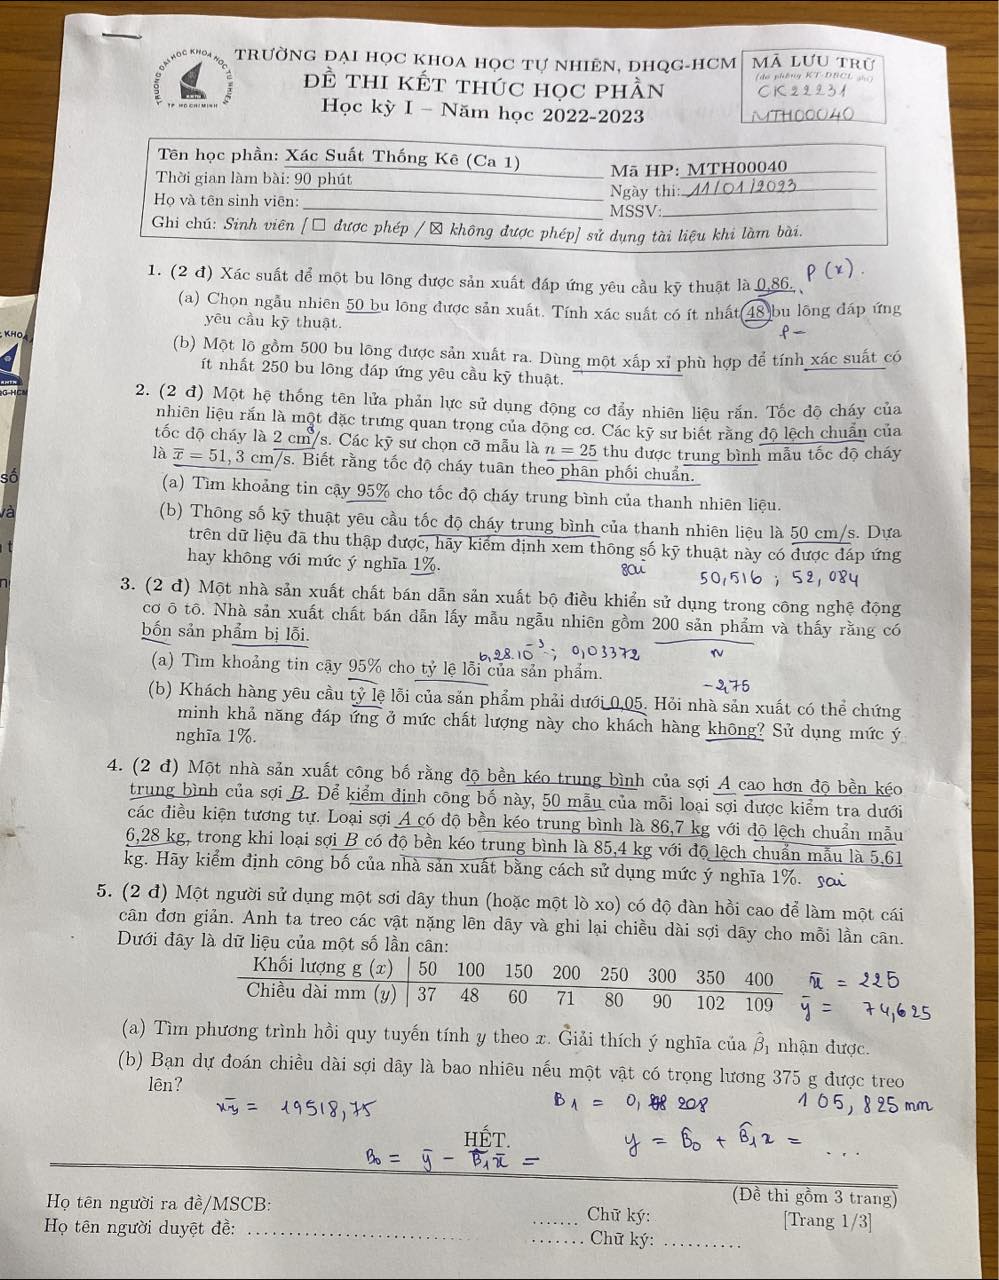 TRƯỜNG ĐẠI HỌC KHOA HỌC TỰ NHIÊN, ĐHQG-HCM
ĐỀ THI KẾT THÚC HỌC PHẦN
Học kỳ I – Năm học 2022-2023
MÃ LƯU TRỮ
(do phòng KT-ĐBCL ghi)
CK22231
MTH00040
TP HO CHI MINH
Tên học phần: Xác Suất Thống Kê (Ca 1)
Mã HP: MTH00040
Thời gian làm bài: 90 phút
Ngày thi: 11/01/2023
Họ và tên sinh viên:
MSSV:
Ghi chú: Sinh viên [☐ được phép / ☒ không được phép] sử dụng tài liệu khi làm bài.
1. (2 đ) Xác suất để một bu lông được sản xuất đáp ứng yêu cầu kỹ thuật là 0,86. P(x).
(a) Chọn ngẫu nhiên 50 bu lông được sản xuất. Tính xác suất có ít nhất 48 bu lông đáp ứng
yêu cầu kỹ thuật.
(b) Một lô gồm 500 bu lông được sản xuất ra. Dùng một xấp xỉ phù hợp để tính xác suất có
ít nhất 250 bu lông đáp ứng yêu cầu kỹ thuật.
2. (2 đ) Một hệ thống tên lửa phản lực sử dụng động cơ đẩy nhiên liệu rắn. Tốc độ cháy của
nhiên liệu rắn là một đặc trưng quan trọng của động cơ. Các kỹ sư biết rằng độ lệch chuẩn của
tốc độ cháy là 2 cm/s. Các kỹ sư chọn cỡ mẫu là n = 25 thu được trung bình mẫu tốc độ cháy
là x̄ = 51,3 cm/s. Biết rằng tốc độ cháy tuân theo phân phối chuẩn.
(a) Tìm khoảng tin cậy 95% cho tốc độ cháy trung bình của thanh nhiên liệu.
(b) Thông số kỹ thuật yêu cầu tốc độ cháy trung bình của thanh nhiên liệu là 50 cm/s. Dựa
trên dữ liệu đã thu thập được, hãy kiểm định xem thông số kỹ thuật này có được đáp ứng
hay không với mức ý nghĩa 1%.
sai
50,516 ; 52,084
3. (2 đ) Một nhà sản xuất chất bán dẫn sản xuất bộ điều khiển sử dụng trong công nghệ động
cơ ô tô. Nhà sản xuất chất bán dẫn lấy mẫu ngẫu nhiên gồm 200 sản phẩm và thấy rằng có
bốn sản phẩm bị lỗi.
6,28.10⁻³ ; 0,03372
n
(a) Tìm khoảng tin cậy 95% cho tỷ lệ lỗi của sản phẩm.
-2,75
(b) Khách hàng yêu cầu tỷ lệ lỗi của sản phẩm phải dưới 0,05. Hỏi nhà sản xuất có thể chứng
minh khả năng đáp ứng ở mức chất lượng này cho khách hàng không? Sử dụng mức ý
nghĩa 1%.
4. (2 đ) Một nhà sản xuất công bố rằng độ bền kéo trung bình của sợi A cao hơn độ bền kéo
trung bình của sợi B. Để kiểm định công bố này, 50 mẫu của mỗi loại sợi được kiểm tra dưới
các điều kiện tương tự. Loại sợi A có độ bền kéo trung bình là 86,7 kg với độ lệch chuẩn mẫu
6,28 kg, trong khi loại sợi B có độ bền kéo trung bình là 85,4 kg với độ lệch chuẩn mẫu là 5,61
kg. Hãy kiểm định công bố của nhà sản xuất bằng cách sử dụng mức ý nghĩa 1%. sai
5. (2 đ) Một người sử dụng một sợi dây thun (hoặc một lò xo) có độ đàn hồi cao để làm một cái
cân đơn giản. Anh ta treo các vật nặng lên dây và ghi lại chiều dài sợi dây cho mỗi lần cân.
Dưới đây là dữ liệu của một số lần cân:
Khối lượng g (x) 50 100 150 200 250 300 350 400
x̄ = 225
Chiều dài mm (y) 37 48 60 71 80 90 102 109
ȳ = 74,625
(a) Tìm phương trình hồi quy tuyến tính y theo x. Giải thích ý nghĩa của β̂₁ nhận được.
(b) Bạn dự đoán chiều dài sợi dây là bao nhiêu nếu một vật có trọng lương 375 g được treo
lên?
xy = 19518,75
B1 = 0,208
105,825 mm
HẾT.
y = B̂0 + B̂1x = ...
B0 = ȳ - B̂1x̄ =
(Đề thi gồm 3 trang)
[Trang 1/3]
Họ tên người ra đề/MSCB:
....... Chữ ký:
Họ tên người duyệt đề: ..............................
....... Chữ ký: ..........